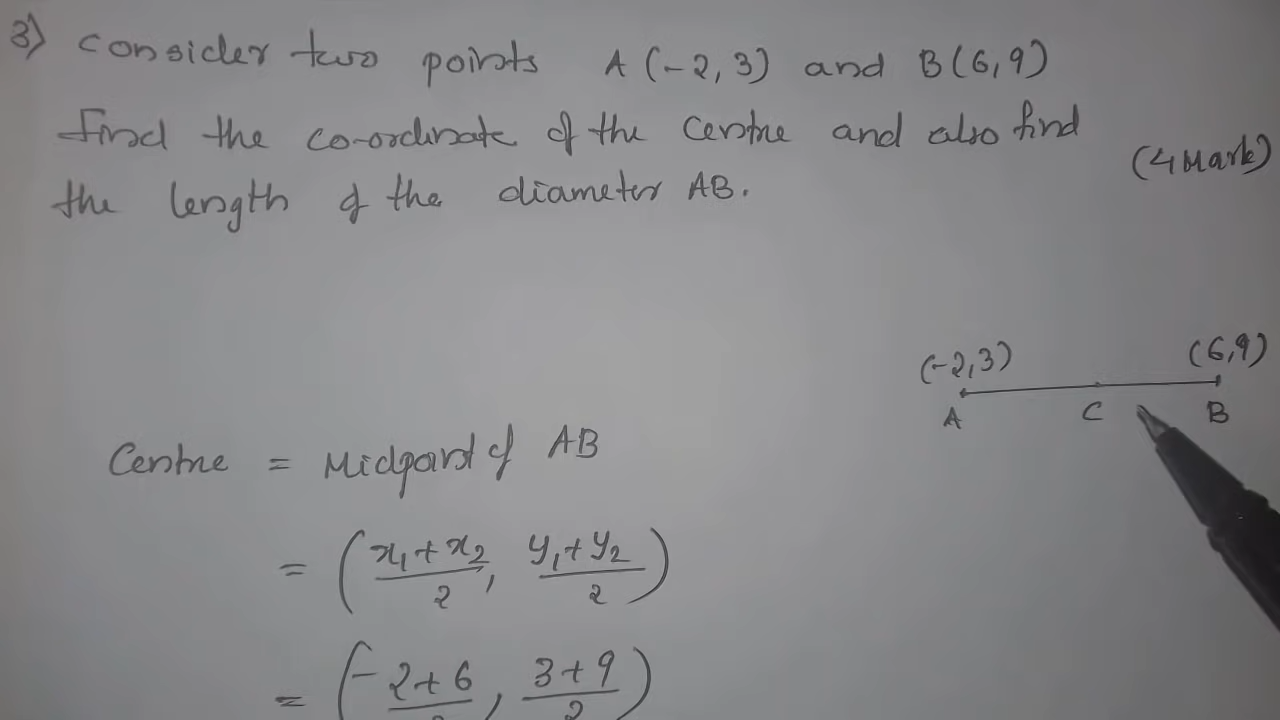 3) Consider two points A(-2,3) and B(6,9)
Find the co-ordinate of the centre and also find
the length of the diameter AB.
(4 Mark)
(-2,3) (6,9)
A C B
Centre = Midpoint of AB
= (x₁+x₂/2, y₁+y₂/2)
= (-2+6/2, 3+9/2)